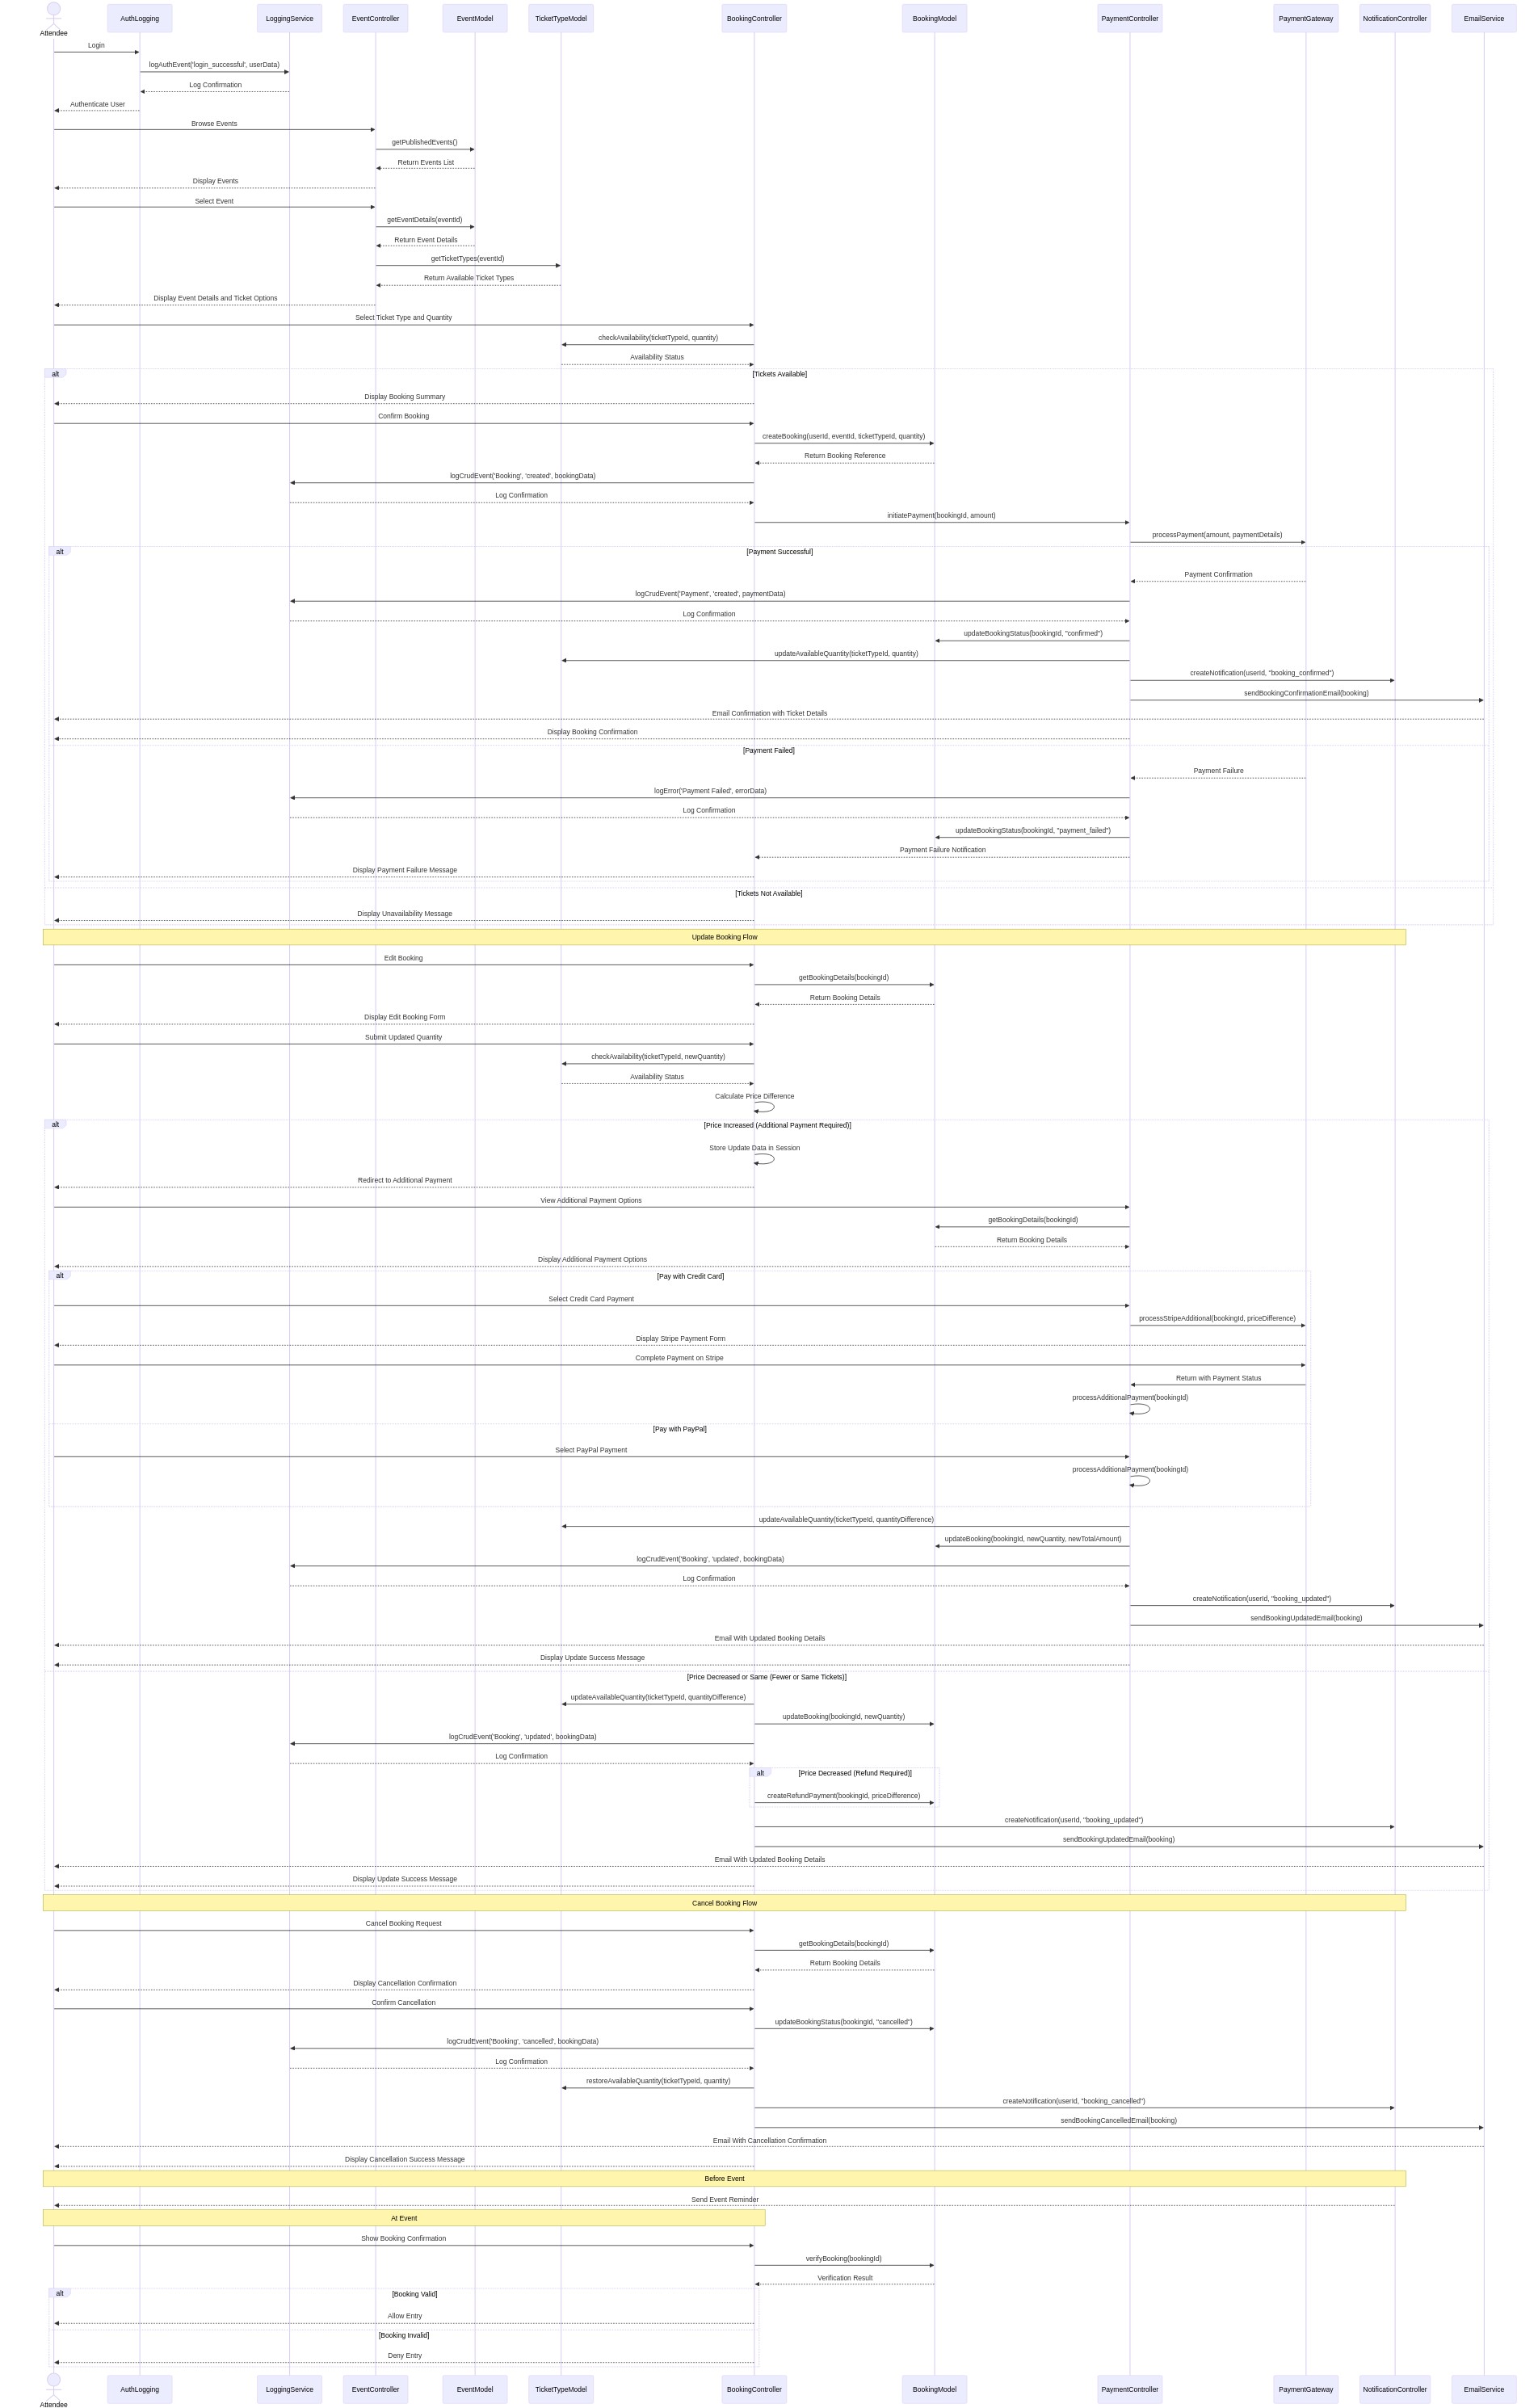 Attendee
AuthLogging
LoggingService
EventController
EventModel
TicketTypeModel
BookingController
BookingModel
PaymentController
PaymentGateway
NotificationController
EmailService
Login
logAuthEvent('login_successful', userData)
Log Confirmation
Authenticate User
Browse Events
getPublishedEvents()
Return Events List
Display Events
Select Event
getEventDetails(eventId)
Return Event Details
getTicketTypes(eventId)
Return Available Ticket Types
Display Event Details and Ticket Options
Select Ticket Type and Quantity
checkAvailability(ticketTypeId, quantity)
Availability Status
alt
[Tickets Available]
Display Booking Summary
Confirm Booking
createBooking(userId, eventId, ticketTypeId, quantity)
Return Booking Reference
logCrudEvent('Booking', 'created', bookingData)
Log Confirmation
initiatePayment(bookingId, amount)
processPayment(amount, paymentDetails)
alt
[Payment Successful]
Payment Confirmation
logCrudEvent('Payment', 'created', paymentData)
Log Confirmation
updateBookingStatus(bookingId, "confirmed")
updateAvailableQuantity(ticketTypeId, quantity)
createNotification(userId, "booking_confirmed")
sendBookingConfirmationEmail(booking)
Email Confirmation with Ticket Details
Display Booking Confirmation
[Payment Failed]
Payment Failure
logError('Payment Failed', errorData)
Log Confirmation
updateBookingStatus(bookingId, "payment_failed")
Payment Failure Notification
Display Payment Failure Message
[Tickets Not Available]
Display Unavailability Message
Update Booking Flow
Edit Booking
getBookingDetails(bookingId)
Return Booking Details
Display Edit Booking Form
Submit Updated Quantity
checkAvailability(ticketTypeId, newQuantity)
Availability Status
Calculate Price Difference
alt
[Price Increased (Additional Payment Required)]
Store Update Data in Session
Redirect to Additional Payment
View Additional Payment Options
getBookingDetails(bookingId)
Return Booking Details
Display Additional Payment Options
alt
[Pay with Credit Card]
Select Credit Card Payment
processStripeAdditional(bookingId, priceDifference)
Display Stripe Payment Form
Complete Payment on Stripe
Return with Payment Status
processAdditionalPayment(bookingId)
[Pay with PayPal]
Select PayPal Payment
processAdditionalPayment(bookingId)
updateAvailableQuantity(ticketTypeId, quantityDifference)
updateBooking(bookingId, newQuantity, newTotalAmount)
logCrudEvent('Booking', 'updated', bookingData)
Log Confirmation
createNotification(userId, "booking_updated")
sendBookingUpdatedEmail(booking)
Email With Updated Booking Details
Display Update Success Message
[Price Decreased or Same (Fewer or Same Tickets)]
updateAvailableQuantity(ticketTypeId, quantityDifference)
updateBooking(bookingId, newQuantity)
logCrudEvent('Booking', 'updated', bookingData)
Log Confirmation
alt
[Price Decreased (Refund Required)]
createRefundPayment(bookingId, priceDifference)
createNotification(userId, "booking_updated")
sendBookingUpdatedEmail(booking)
Email With Updated Booking Details
Display Update Success Message
Cancel Booking Flow
Cancel Booking Request
getBookingDetails(bookingId)
Return Booking Details
Display Cancellation Confirmation
Confirm Cancellation
updateBookingStatus(bookingId, "cancelled")
logCrudEvent('Booking', 'cancelled', bookingData)
Log Confirmation
restoreAvailableQuantity(ticketTypeId, quantity)
createNotification(userId, "booking_cancelled")
sendBookingCancelledEmail(booking)
Email With Cancellation Confirmation
Display Cancellation Success Message
Before Event
Send Event Reminder
At Event
Show Booking Confirmation
verifyBooking(bookingId)
Verification Result
alt
[Booking Valid]
Allow Entry
[Booking Invalid]
Deny Entry
Attendee
AuthLogging
LoggingService
EventController
EventModel
TicketTypeModel
BookingController
BookingModel
PaymentController
PaymentGateway
NotificationController
EmailService